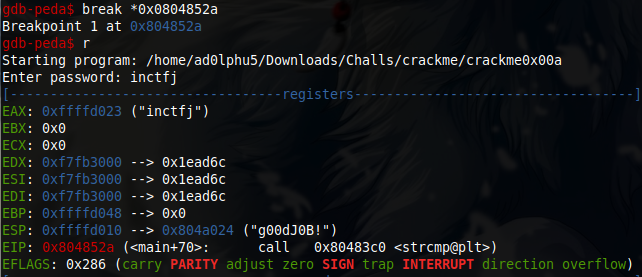 gdb-peda$ break *0x0804852a
Breakpoint 1 at 0x804852a
gdb-peda$ r
Starting program: /home/ad0lphu5/Downloads/Challs/crackme/crackme0x00a
Enter password: inctfj
[----------------------------------registers-----------------------------------]
EAX: 0xffffd023 ("inctfj")
EBX: 0x0
ECX: 0x0
EDX: 0xf7fb3000 --> 0x1ead6c
ESI: 0xf7fb3000 --> 0x1ead6c
EDI: 0xf7fb3000 --> 0x1ead6c
EBP: 0xffffd048 --> 0x0
ESP: 0xffffd010 --> 0x804a024 ("g00dJ0B!")
EIP: 0x804852a (<main+70>: call 0x80483c0 <strcmp@plt>)
EFLAGS: 0x286 (carry PARITY adjust zero SIGN trap INTERRUPT direction overflow)